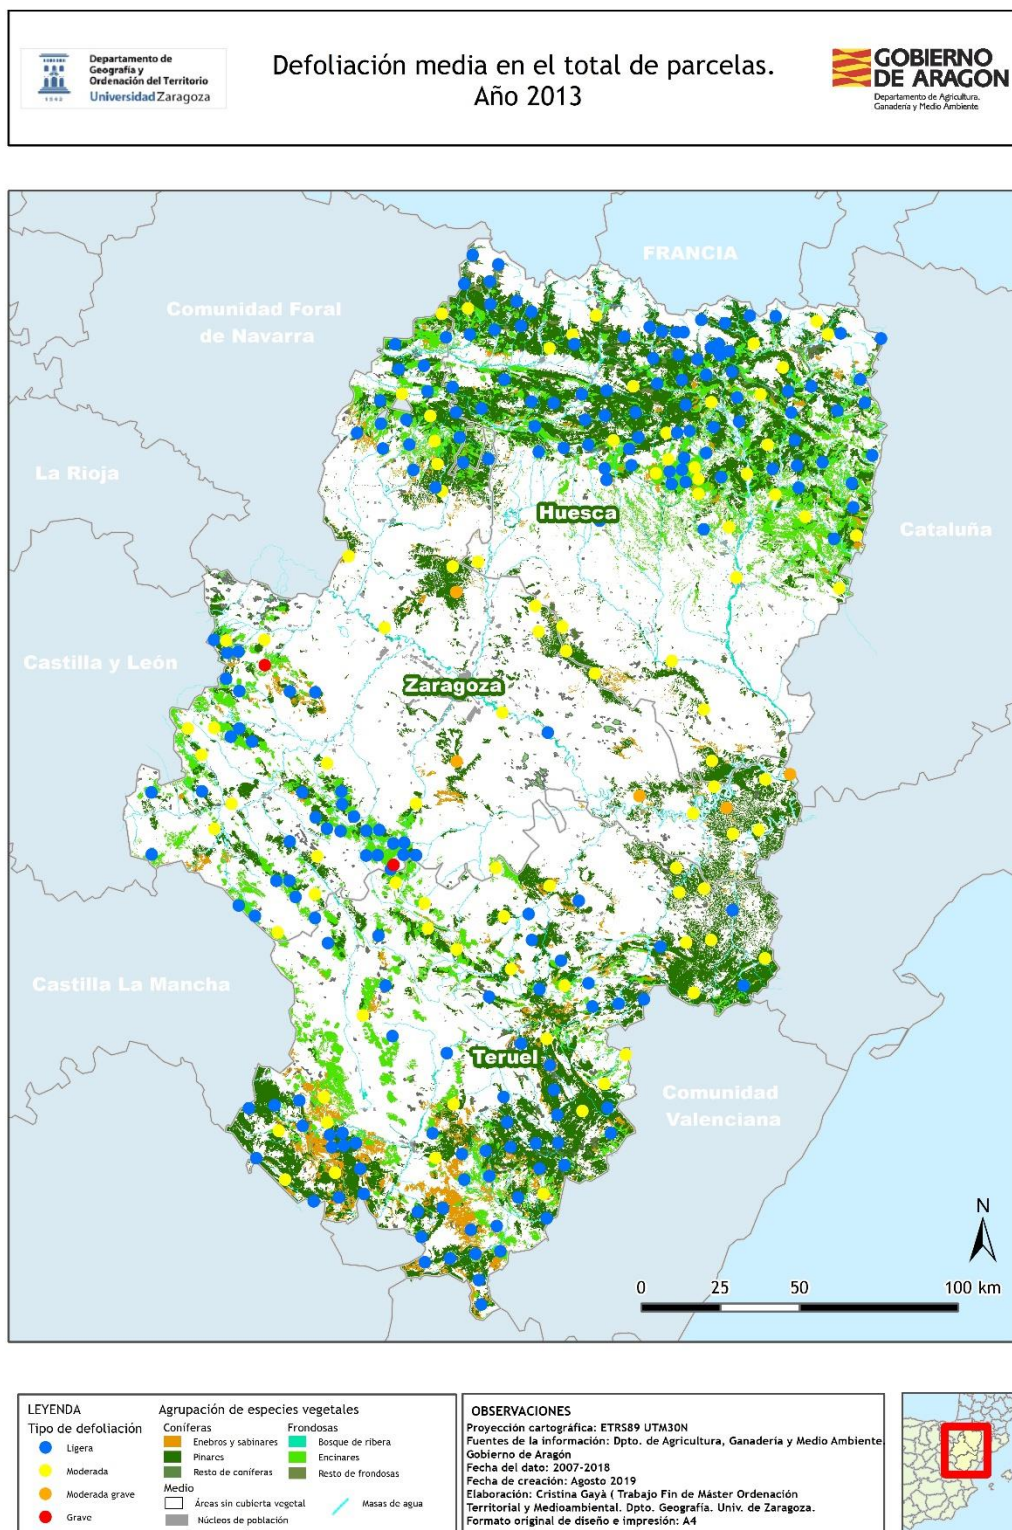 Departamento de
Geografía y
Ordenación del Territorio
Universidad Zaragoza
1542
Defoliación media en el total de parcelas.
Año 2013
GOBIERNO
DE ARAGON
Departamento de Agricultura,
Ganadería y Medio Ambiente
FRANCIA
Comunidad Foral
de Navarra
La Rioja
Huesca
Cataluña
Castilla y León
Zaragoza
Castilla La Mancha
Teruel
Comunidad
Valenciana
N
0 25 50 100 km
LEYENDA
Tipo de defoliación
Ligera
Moderada
Moderada grave
Grave
Agrupación de especies vegetales
Coníferas
Enebros y sabinares
Pinares
Resto de coníferas
Frondosas
Bosque de ribera
Encinares
Resto de frondosas
Medio
Áreas sin cubierta vegetal
Núcleos de población
Masas de agua
OBSERVACIONES
Proyección cartográfica: ETRS89 UTM30N
Fuentes de la información: Dpto. de Agricultura, Ganadería y Medio Ambiente.
Gobierno de Aragón
Fecha del dato: 2007-2018
Fecha de creación: Agosto 2019
Elaboración: Cristina Gayà ( Trabajo Fin de Máster Ordenación
Territorial y Medioambiental. Dpto. Geografía. Univ. de Zaragoza.
Formato original de diseño e impresión: A4